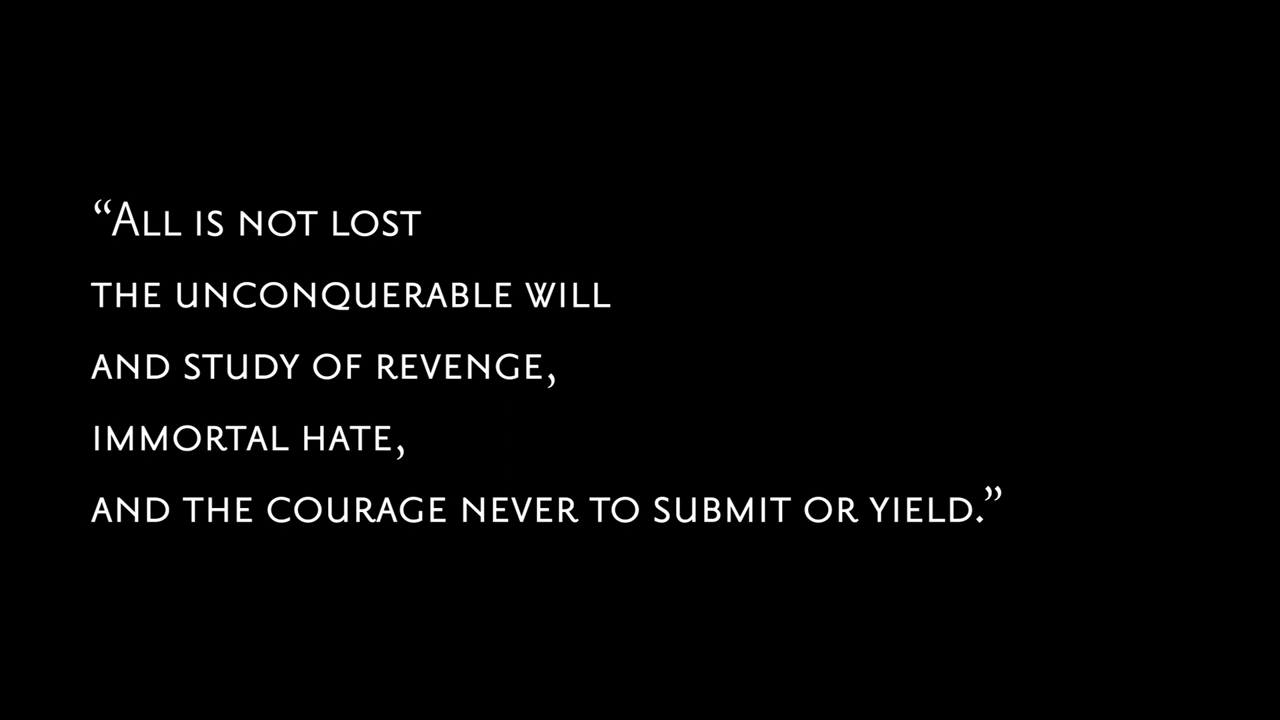 “All is not lost
the unconquerable will
and study of revenge,
immortal hate,
and the courage never to submit or yield.”